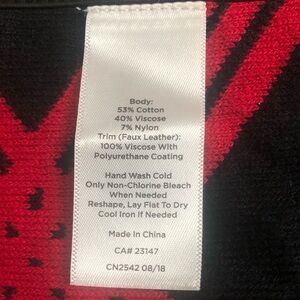 Body:
53% Cotton
40% Viscose
7% Nylon
Trim (Faux Leather):
100% Viscose With
Polyurethane Coating
Hand Wash Cold
Only Non-Chlorine Bleach
When Needed
Reshape, Lay Flat To Dry
Cool Iron If Needed
Made In China
CA# 23147
CN2542 08/18